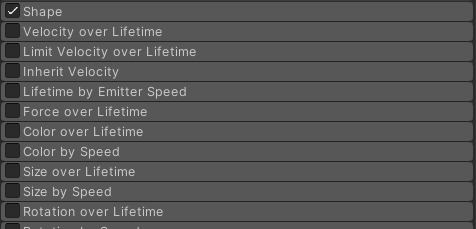 Shape
Velocity over Lifetime
Limit Velocity over Lifetime
Inherit Velocity
Lifetime by Emitter Speed
Force over Lifetime
Color over Lifetime
Color by Speed
Size over Lifetime
Size by Speed
Rotation over Lifetime